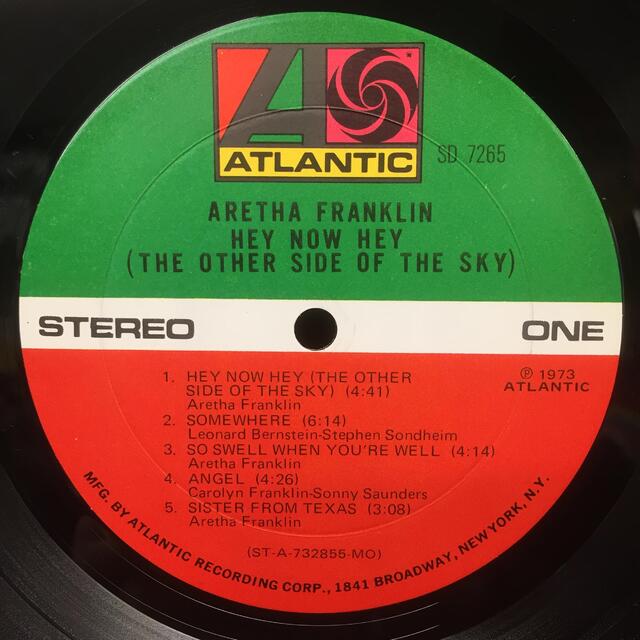 ATLANTIC
SD 7265
ARETHA FRANKLIN
HEY NOW HEY
(THE OTHER SIDE OF THE SKY)
STEREO
ONE
℗ 1973
ATLANTIC
1. HEY NOW HEY (THE OTHER
SIDE OF THE SKY) (4:41)
Aretha Franklin
2. SOMEWHERE (6:14)
Leonard Bernstein-Stephen Sondheim
3. SO SWELL WHEN YOU'RE WELL (4:14)
Aretha Franklin
4. ANGEL (4:26)
Carolyn Franklin-Sonny Saunders
5. SISTER FROM TEXAS (3:08)
Aretha Franklin
(ST-A-732855-MO)
MFG. BY ATLANTIC RECORDING CORP., 1841 BROADWAY, NEW YORK, N.Y.